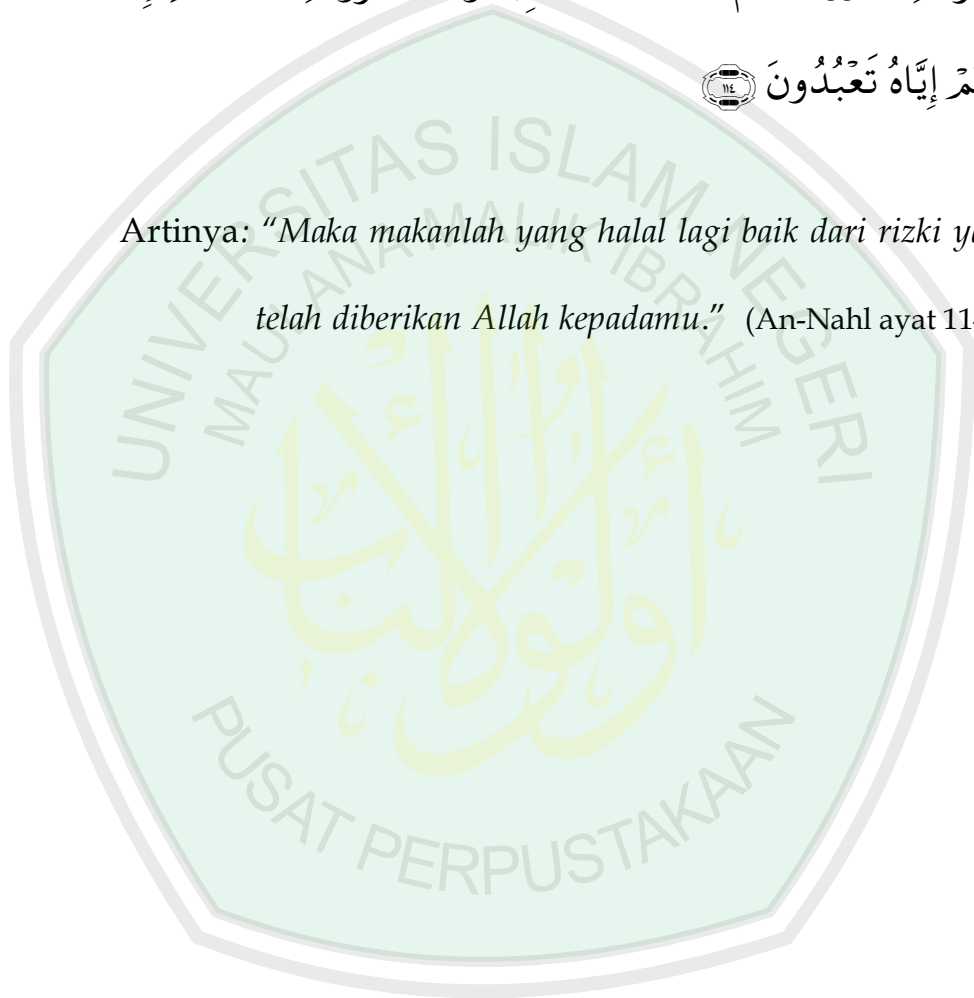 ـتُمْ إِيَّاهُ تَعْبُدُونَ ١١٤
Artinya: “Maka makanlah yang halal lagi baik dari rizki
telah diberikan Allah kepadamu.” (An-Nahl ayat 11
UNIVERSITAS ISLAM NEGERI
MAULANA MALIK IBRAHIM
PUSAT PERPUSTAKAAN